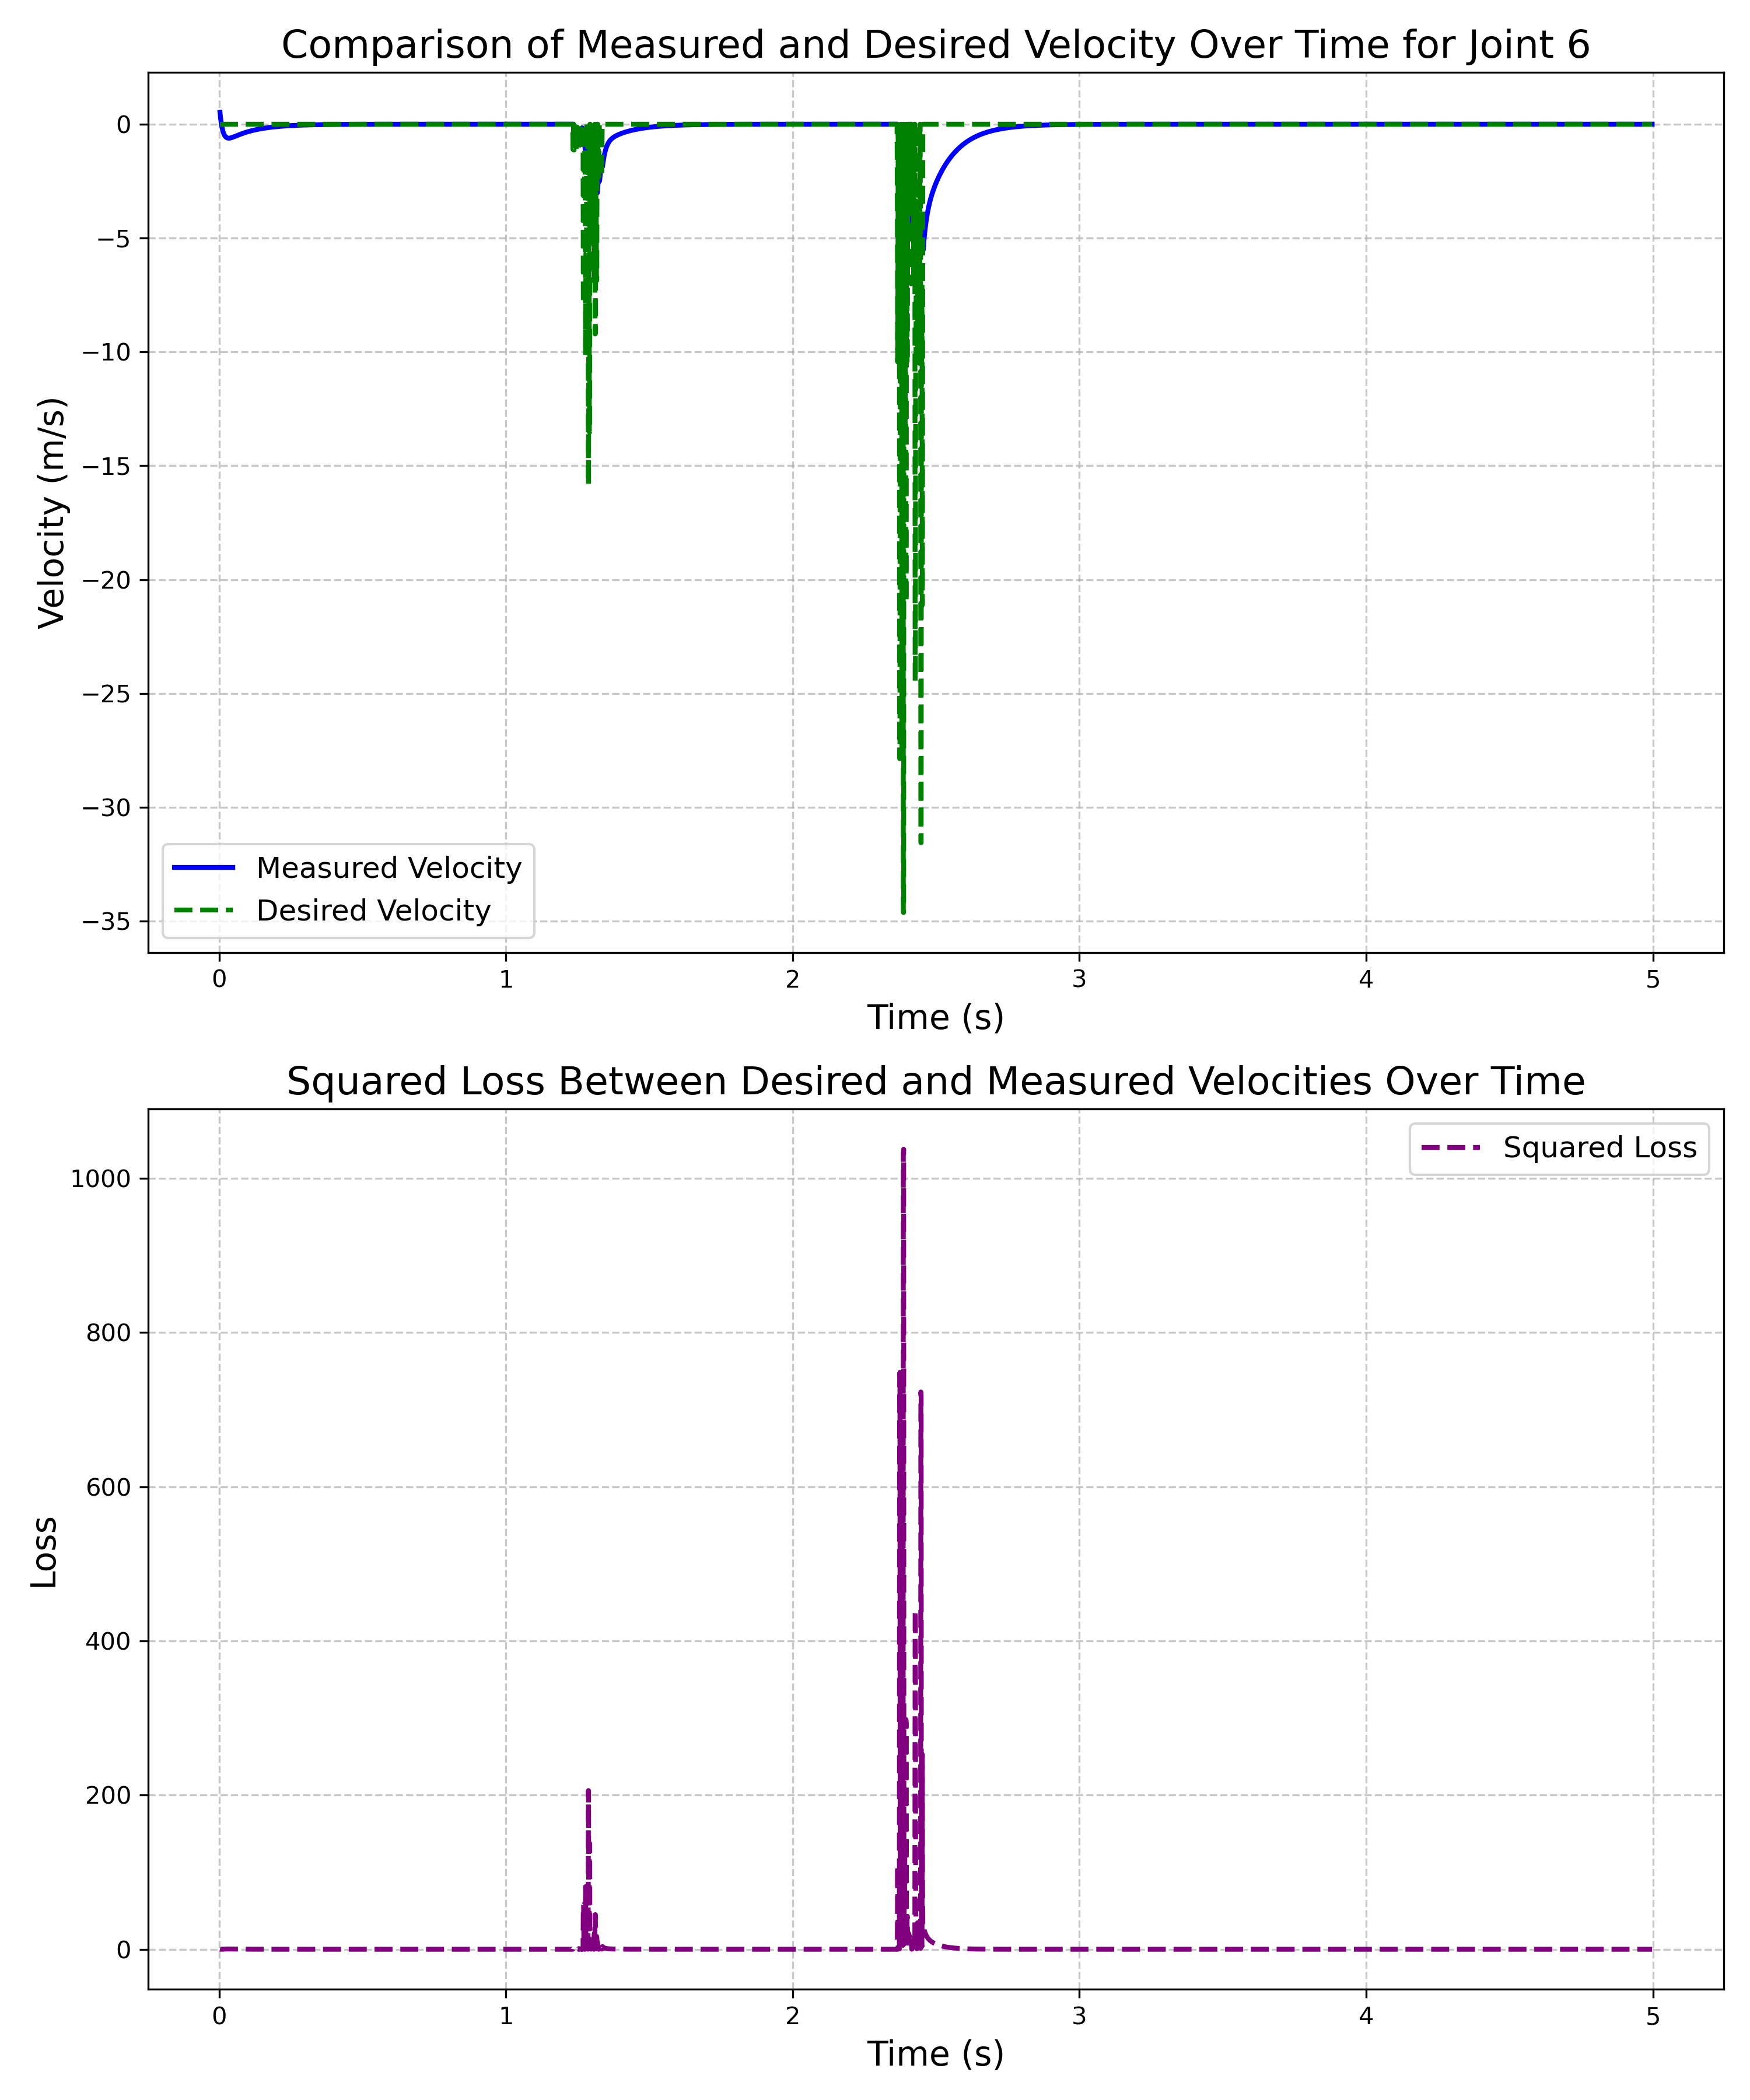 Comparison of Measured and Desired Velocity Over Time for Joint 6
Velocity (m/s)
0
−5
−10
−15
−20
−25
−30
−35
Measured Velocity
Desired Velocity
0
1
2
3
4
5
Time (s)
Squared Loss Between Desired and Measured Velocities Over Time
Loss
1000
800
600
400
200
0
Squared Loss
0
1
2
3
4
5
Time (s)